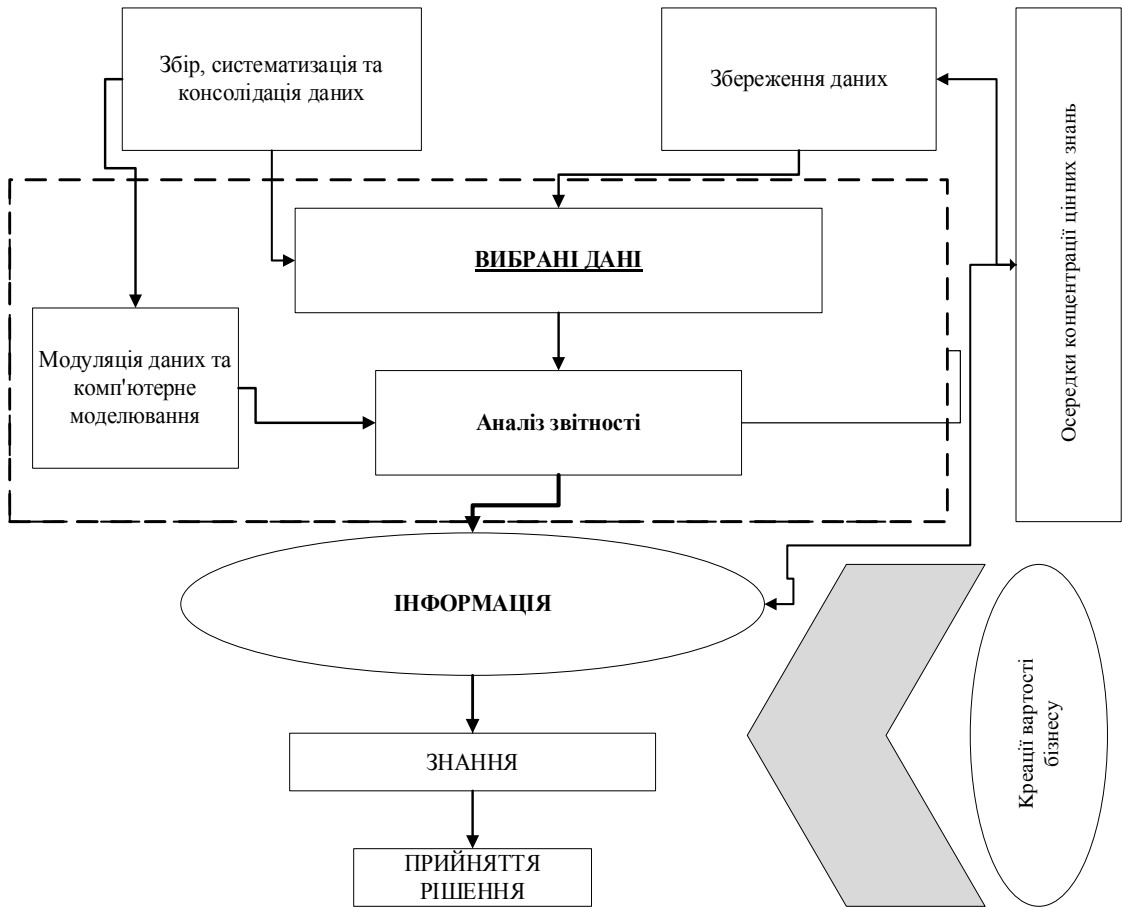 Збір, систематизація та
консолідація даних
Збереження даних
Осередки концентрації цінних знань
ВИБРАНІ ДАНІ
Модуляція даних та
комп'ютерне
моделювання
Аналіз звітності
ІНФОРМАЦІЯ
Креації вартості
бізнесу
ЗНАННЯ
ПРИЙНЯТТЯ
РІШЕННЯ